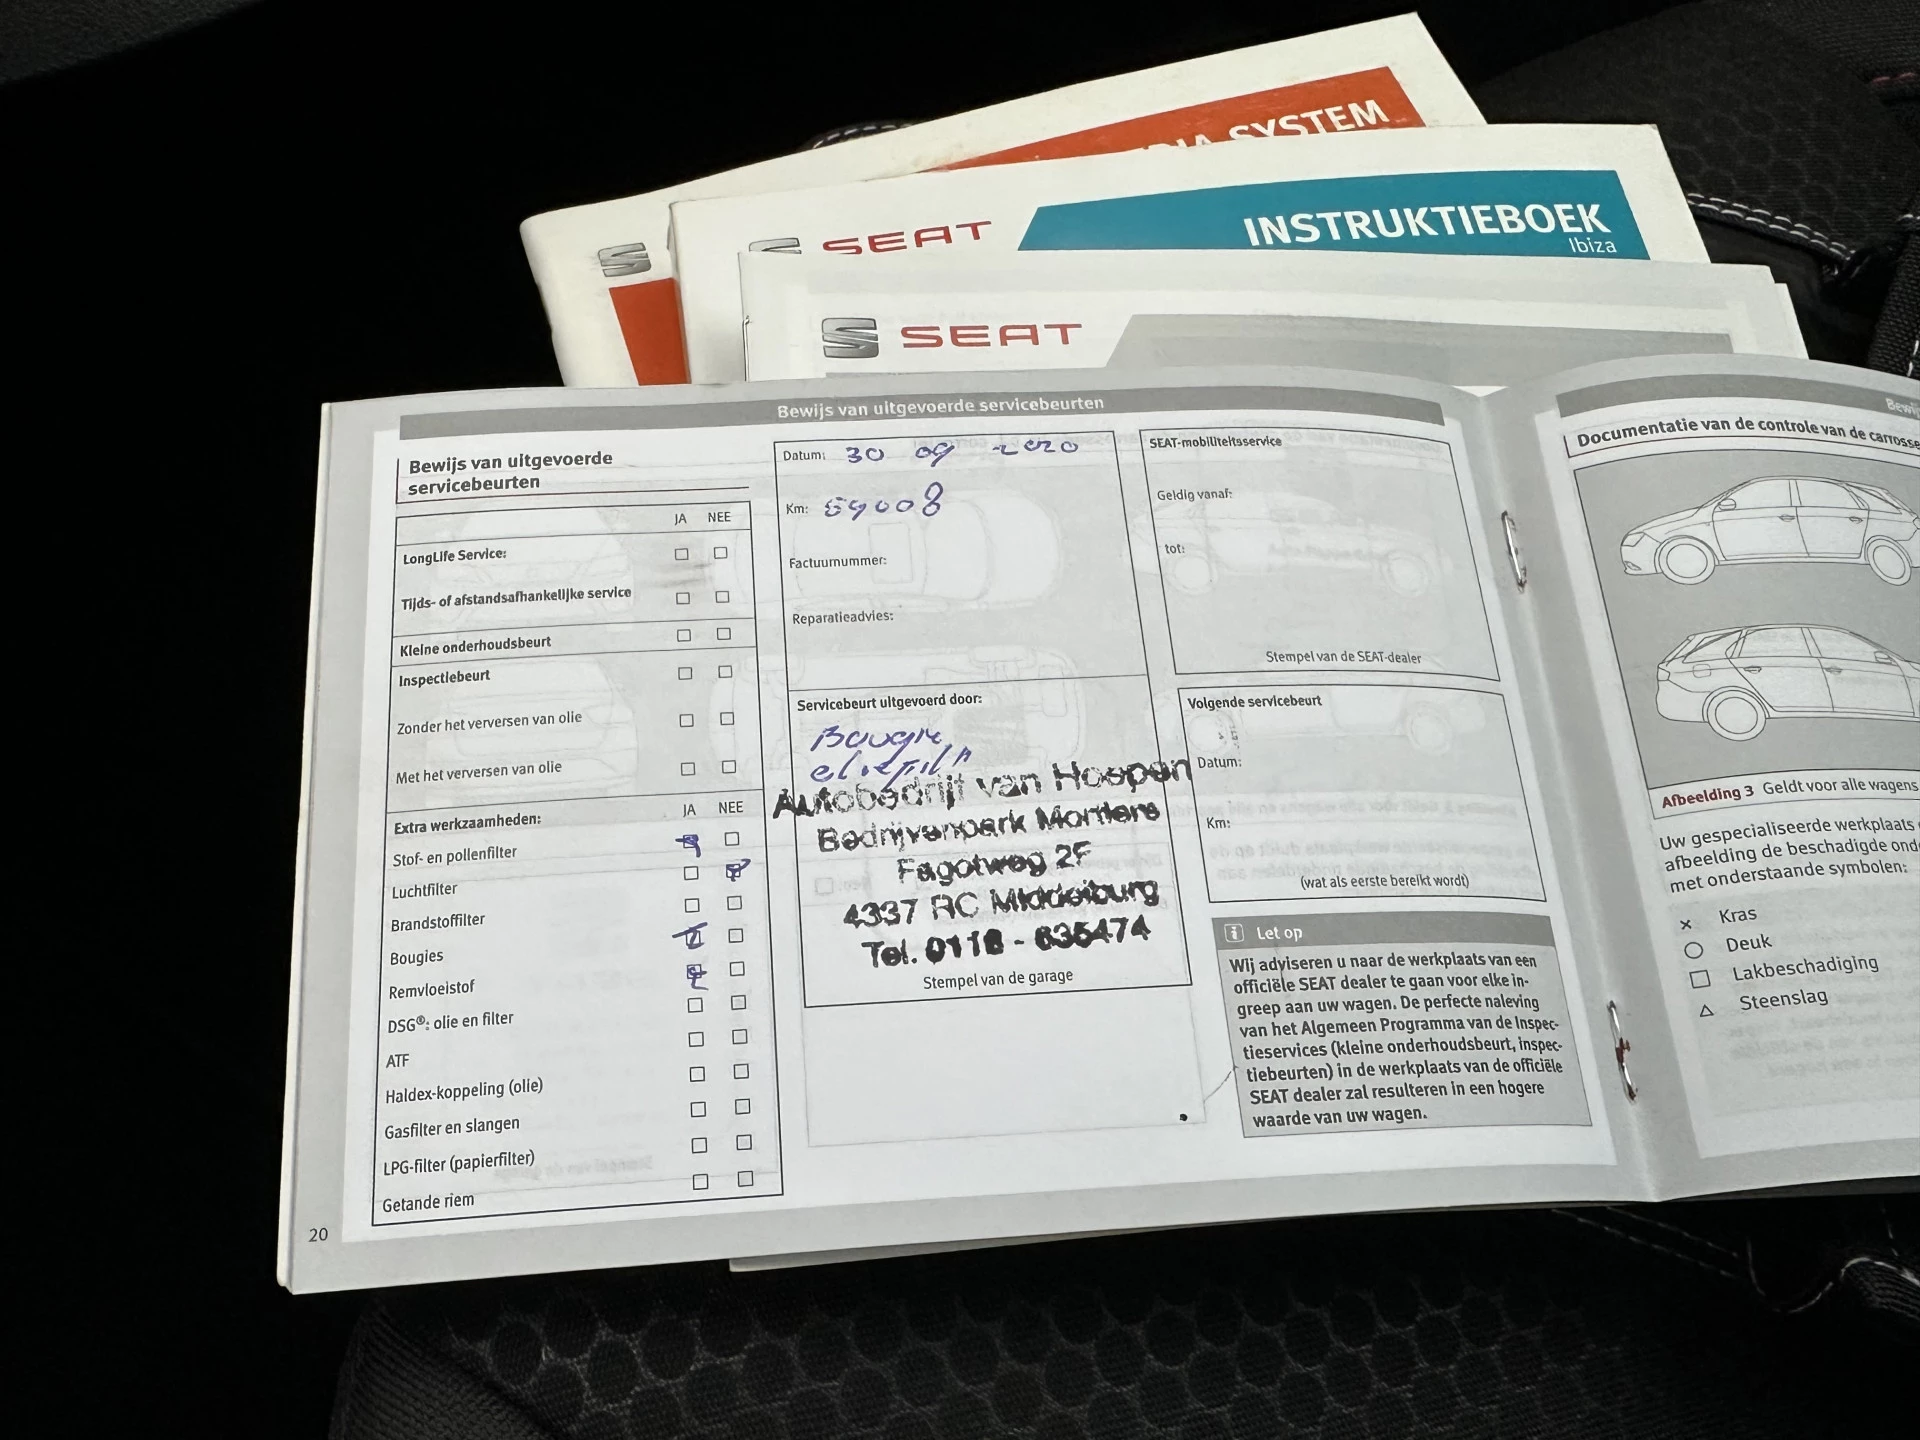 MEDIA SYSTEM
SEAT
INSTRUKTIEBOEK
Ibiza
SEAT
Bewijs van uitgevoerde servicebeurten
Bewijs van uitgevoerde
servicebeurten
JA NEE
LongLife Service:
Tijds- of afstandsafhankelijke service
Kleine onderhoudsbeurt
Inspectiebeurt
Zonder het verversen van olie
Met het verversen van olie
Extra werkzaamheden: JA NEE
Stof- en pollenfilter
Luchtfilter
Brandstoffilter
Bougies
Remvloeistof
DSG®: olie en filter
ATF
Haldex-koppeling (olie)
Gasfilter en slangen
LPG-filter (papierfilter)
Getande riem
20
Datum: 30 09 2020
Km:
Factuurnummer:
Reparatieadvies:
Servicebeurt uitgevoerd door:
Bougie
Autobedrijf van Hoepen
Bedrijvenpark Mortiere
Fagotweg 2F
4337 RC Middelburg
Tel. 0118 - 636474
Stempel van de garage
SEAT-mobiliteitsservice
Geldig vanaf:
tot:
Stempel van de SEAT-dealer
Volgende servicebeurt
Datum:
Km:
(wat als eerste bereikt wordt)
Let op
Wij adviseren u naar de werkplaats van een
officiële SEAT dealer te gaan voor elke in-
greep aan uw wagen. De perfecte naleving
van het Algemeen Programma van de Inspec-
tieservices (kleine onderhoudsbeurt, inspec-
tiebeurten) in de werkplaats van de officiële
SEAT dealer zal resulteren in een hogere
waarde van uw wagen.
Documentatie van de controle van de
Afbeelding 3 Geldt voor alle wagens
Uw gespecialiseerde werkplaats
afbeelding de beschadigde
met onderstaande symbolen:
Kras
Deuk
Lakbeschadiging
Steenslag